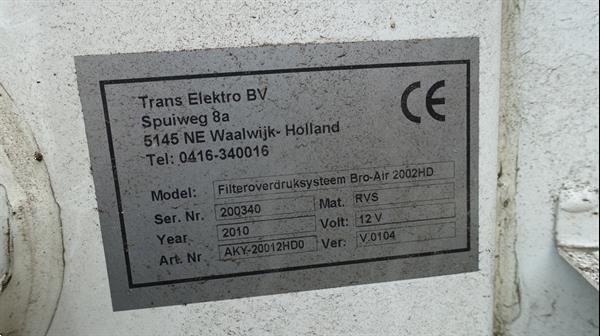 Trans Elektro BV
Spuiweg 8a
5145 NE Waalwijk- Holland
Tel: 0416-340016
CE
Model: Filteroverdruksysteem Bro-Air 2002HD
Ser. Nr. 200340 Mat. RVS
Year 2010 Volt: 12 V
Art. Nr AKY-20012HD0 Ver: V.0104